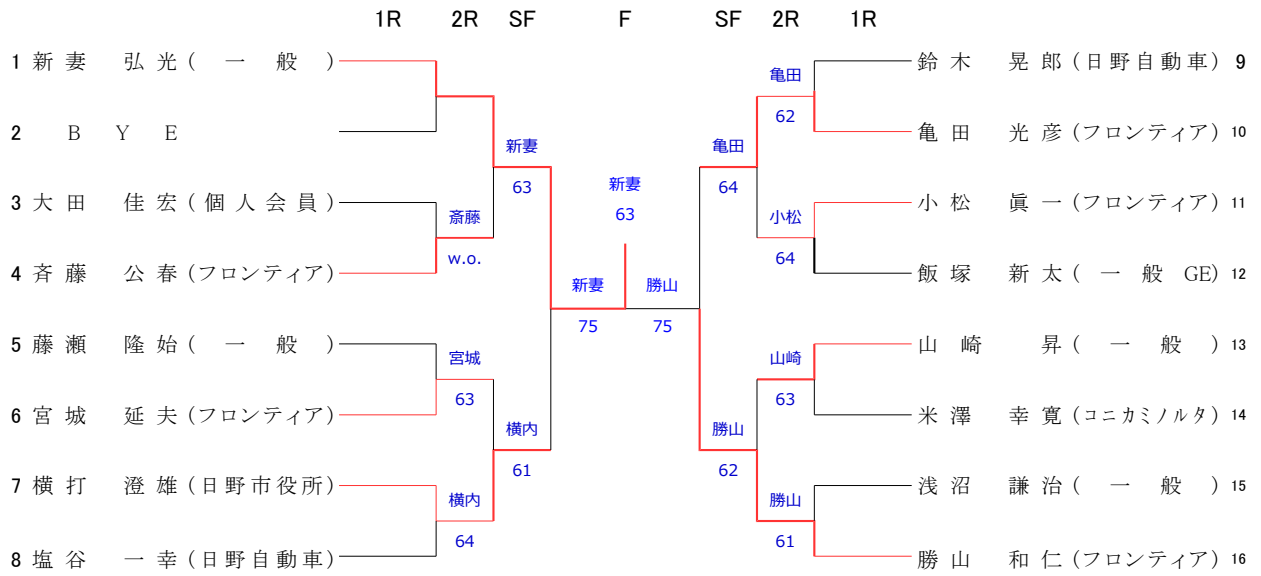 1R 2R SF F SF 2R 1R
1 新妻 弘光(一般)
2 BYE
3 大田 佳宏(個人会員)
4 斉藤 公春(フロンティア)
5 藤瀬 隆始(一般)
6 宮城 延夫(フロンティア)
7 横打 澄雄(日野市役所)
8 塩谷 一幸(日野自動車)
斎藤
w.o.
宮城
63
横内
64
新妻
63
横内
61
新妻
75
新妻
63
勝山
75
亀田
64
勝山
62
亀田
62
小松
64
山崎
63
勝山
61
鈴木 晃郎(日野自動車) 9
亀田 光彦(フロンティア) 10
小松 眞一(フロンティア) 11
飯塚 新太(一般 GE) 12
山崎 昇(一般) 13
米澤 幸寛(コニカミノルタ) 14
浅沼 謙治(一般) 15
勝山 和仁(フロンティア) 16